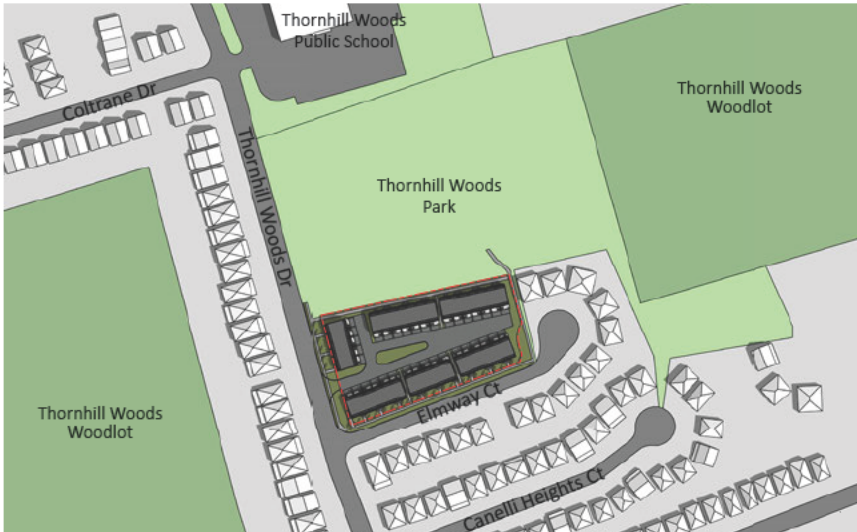 Thornhill Woods
Public School
Coltrane Dr
Thornhill Woods
Woodlot
Thornhill Woods Dr
Thornhill Woods
Park
Thornhill Woods
Woodlot
Elmway Ct
Canelli Heights Ct